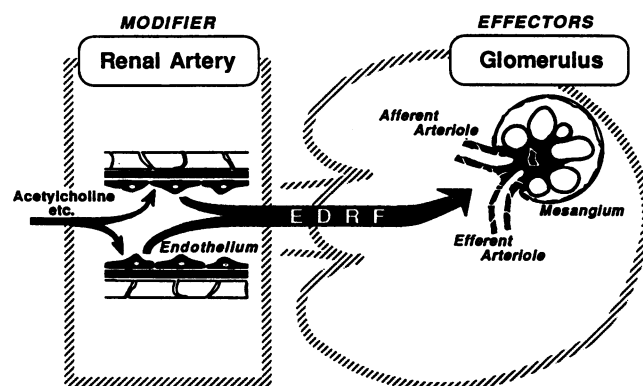 MODIFIER
Renal Artery
EFFECTORS
Glomerulus
Afferent
Arteriole
Acetylcholine
etc.
EDRF
Endothelium
Mesangium
Efferent
Arteriole